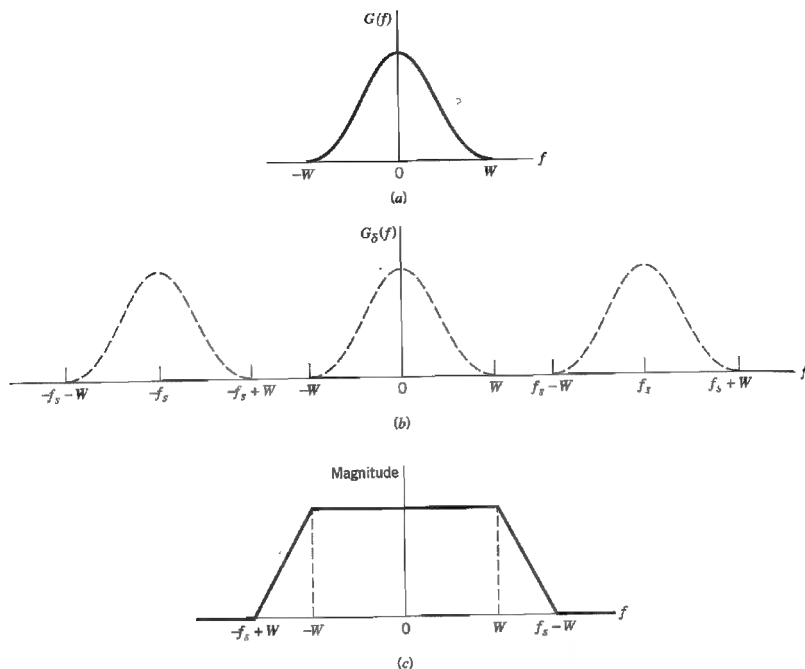 G(f)
f
-W 0 W
(a)
G_δ(f)
f
-f_s - W -f_s -f_s + W -W 0 W f_s - W f_s f_s + W
(b)
Magnitude
f
-f_s + W -W 0 W f_s - W
(c)